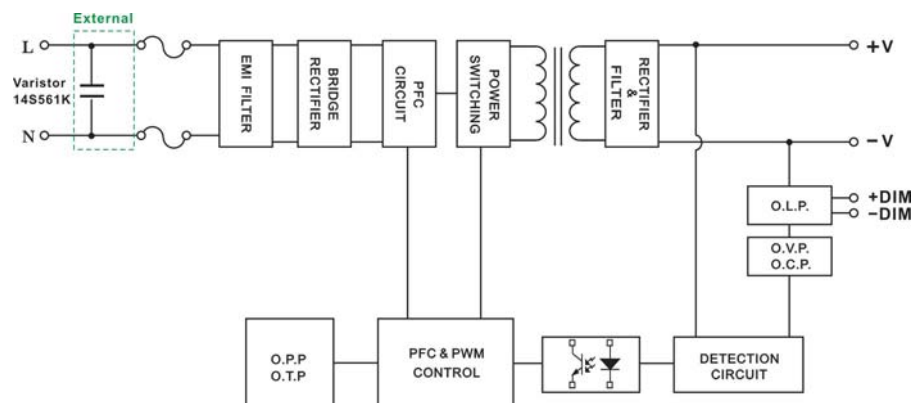 External
L
Varistor
14S561K
N
EMI FILTER
BRIDGE
RECTIFIER
PFC
CIRCUIT
POWER
SWITCHING
RECTIFIER
&
FILTER
+V
-V
O.L.P.
+DIM
-DIM
O.V.P.
O.C.P.
O.P.P
O.T.P
PFC & PWM
CONTROL
DETECTION
CIRCUIT